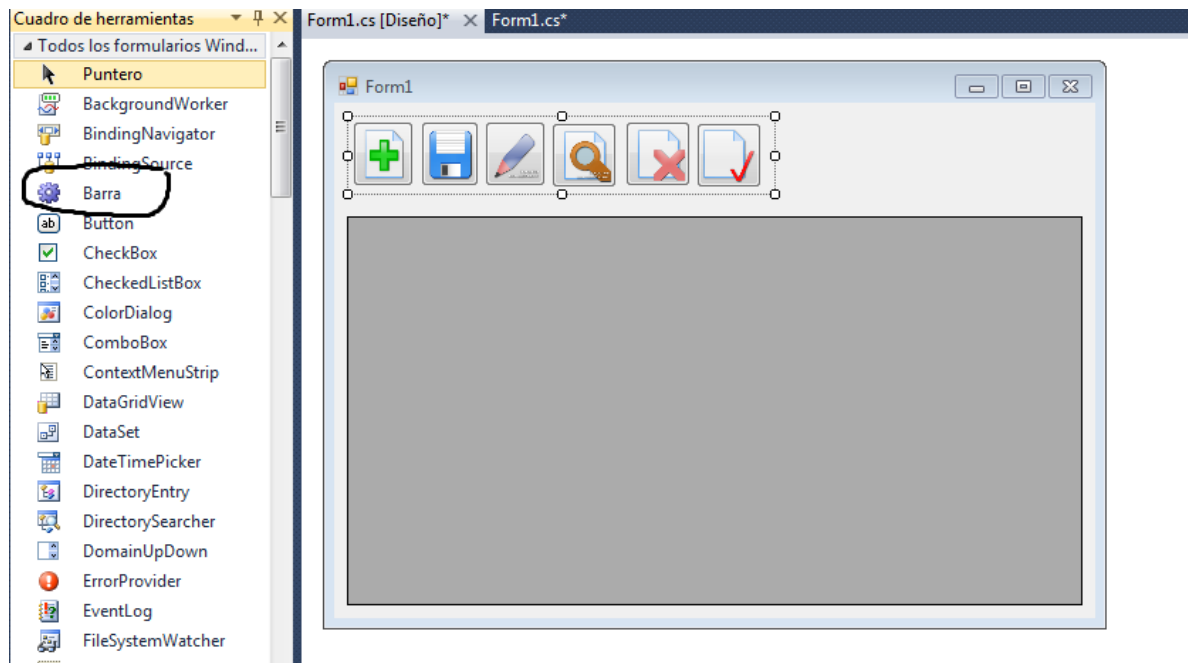 Cuadro de herramientas
Form1.cs [Diseño]*
Form1.cs*
Todos los formularios Wind...
Puntero
BackgroundWorker
BindingNavigator
BindingSource
Barra
Button
CheckBox
CheckedListBox
ColorDialog
ComboBox
ContextMenuStrip
DataGridView
DataSet
DateTimePicker
DirectoryEntry
DirectorySearcher
DomainUpDown
ErrorProvider
EventLog
FileSystemWatcher
Form1